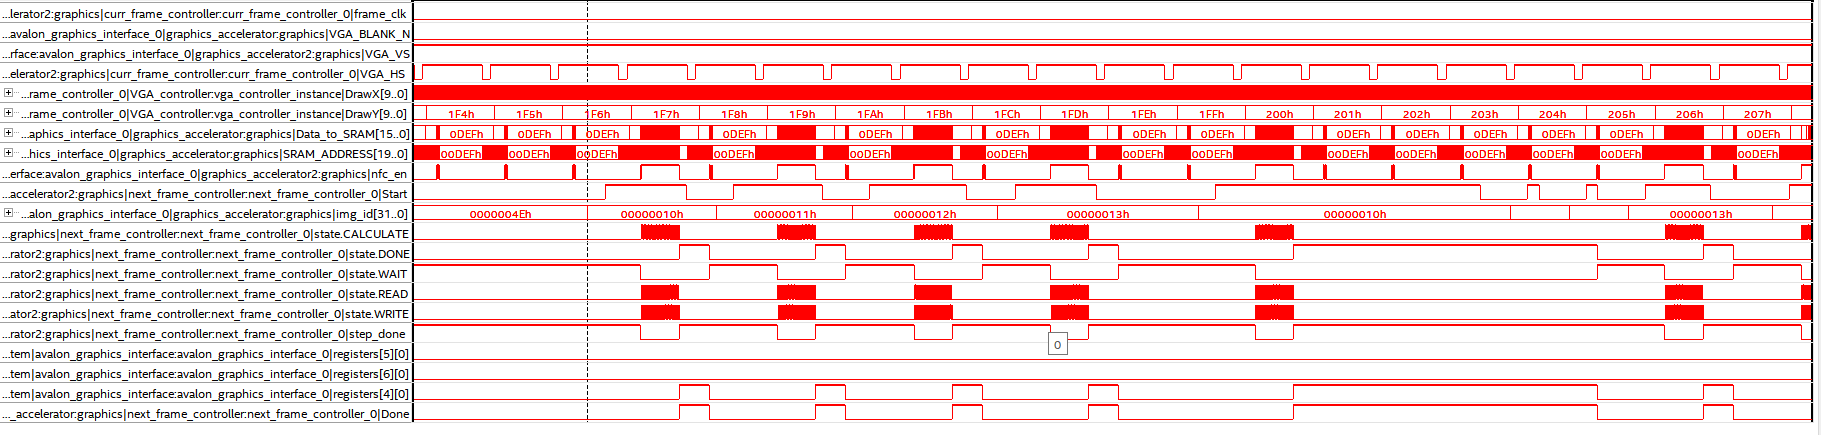 ...lerator2:graphics|curr_frame_controller:curr_frame_controller_0|frame_clk
...avalon_graphics_interface_0|graphics_accelerator:graphics|VGA_BLANK_N
...rface:avalon_graphics_interface_0|graphics_accelerator2:graphics|VGA_VS
...elerator2:graphics|curr_frame_controller:curr_frame_controller_0|VGA_HS
...rame_controller_0|VGA_controller:vga_controller_instance|DrawX[9..0]
...rame_controller_0|VGA_controller:vga_controller_instance|DrawY[9..0] 1F4h 1F5h 1F6h 1F7h 1F8h 1F9h 1FAh 1FBh 1FCh 1FDh 1FEh 1FFh 200h 201h 202h 203h 204h 205h 206h 207h
...aphics_interface_0|graphics_accelerator:graphics|Data_to_SRAM[15..0] 0DEFh 0DEFh 0DEFh 0DEFh 0DEFh 0DEFh 0DEFh 0DEFh 0DEFh 0DEFh 0DEFh 0DEFh 0DEFh 0DEFh 0DEFh
...hics_interface_0|graphics_accelerator:graphics|SRAM_ADDRESS[19..0] 00DEFh 00DEFh 00DEFh 00DEFh 00DEFh 00DEFh 00DEFh 00DEFh 00DEFh 00DEFh 00DEFh 00DEFh 00DEFh 00DEFh
...erface:avalon_graphics_interface_0|graphics_accelerator2:graphics|nfc_en
...accelerator2:graphics|next_frame_controller:next_frame_controller_0|Start
...alon_graphics_interface_0|graphics_accelerator:graphics|img_id[31..0] 0000004Eh 00000010h 00000011h 00000012h 00000013h 00000010h 00000013h
...graphics|next_frame_controller:next_frame_controller_0|state.CALCULATE
...rator2:graphics|next_frame_controller:next_frame_controller_0|state.DONE
...rator2:graphics|next_frame_controller:next_frame_controller_0|state.WAIT
...rator2:graphics|next_frame_controller:next_frame_controller_0|state.READ
...ator2:graphics|next_frame_controller:next_frame_controller_0|state.WRITE
...rator2:graphics|next_frame_controller:next_frame_controller_0|step_done
0
...tem|avalon_graphics_interface:avalon_graphics_interface_0|registers[5][0]
...tem|avalon_graphics_interface:avalon_graphics_interface_0|registers[6][0]
...tem|avalon_graphics_interface:avalon_graphics_interface_0|registers[4][0]
..._accelerator:graphics|next_frame_controller:next_frame_controller_0|Done